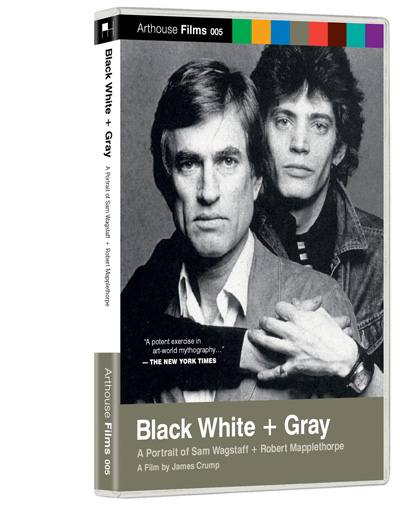 Arthouse Films 005
Black White + Gray
A Portrait of Sam Wagstaff + Robert Mapplethorpe
Arthouse Films 005
"A potent exercise in
art-world mythography..."
— THE NEW YORK TIMES
Black White + Gray
A Portrait of Sam Wagstaff + Robert Mapplethorpe
A Film by James Crump